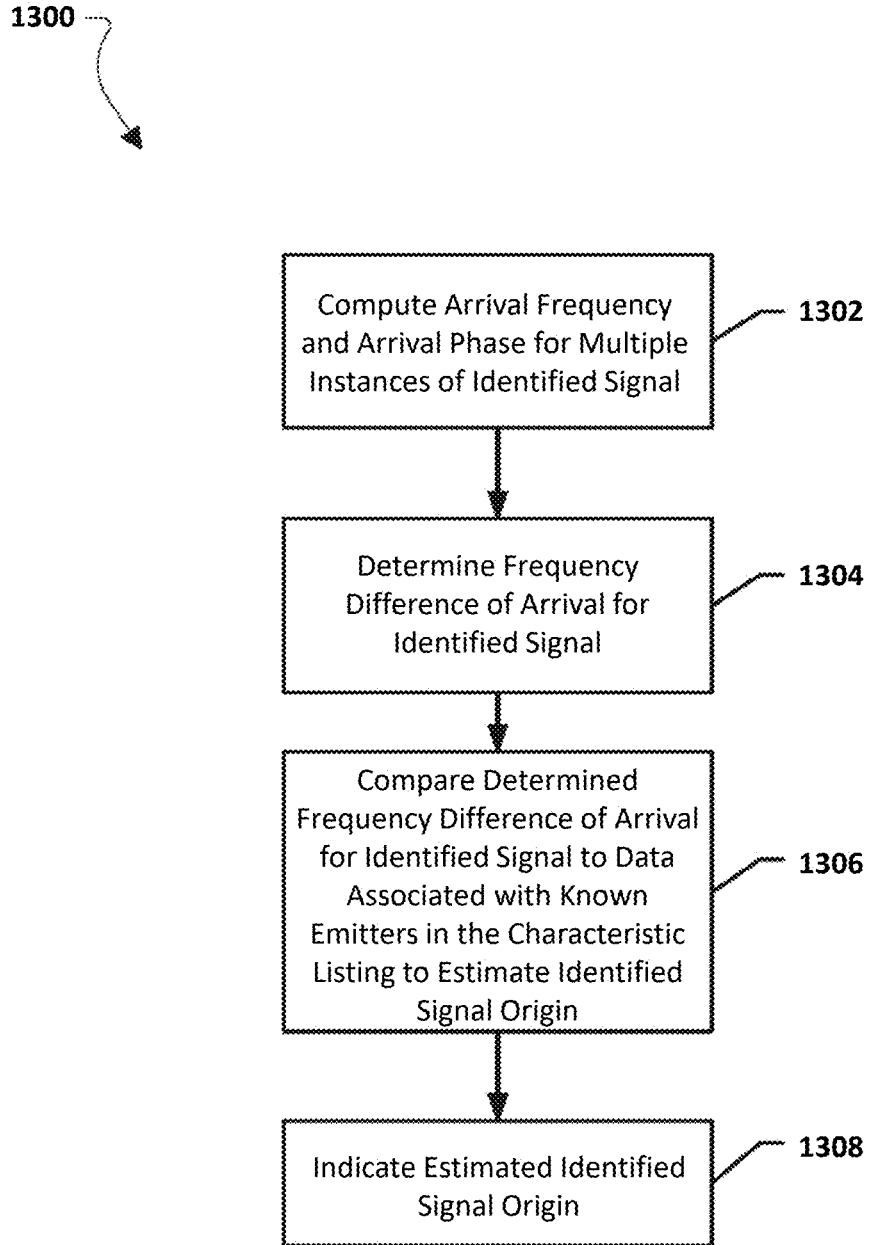 1300
Compute Arrival Frequency
and Arrival Phase for Multiple
Instances of Identified Signal
1302
Determine Frequency
Difference of Arrival for
Identified Signal
1304
Compare Determined
Frequency Difference of Arrival
for Identified Signal to Data
Associated with Known
Emitters in the Characteristic
Listing to Estimate Identified
Signal Origin
1306
Indicate Estimated Identified
Signal Origin
1308